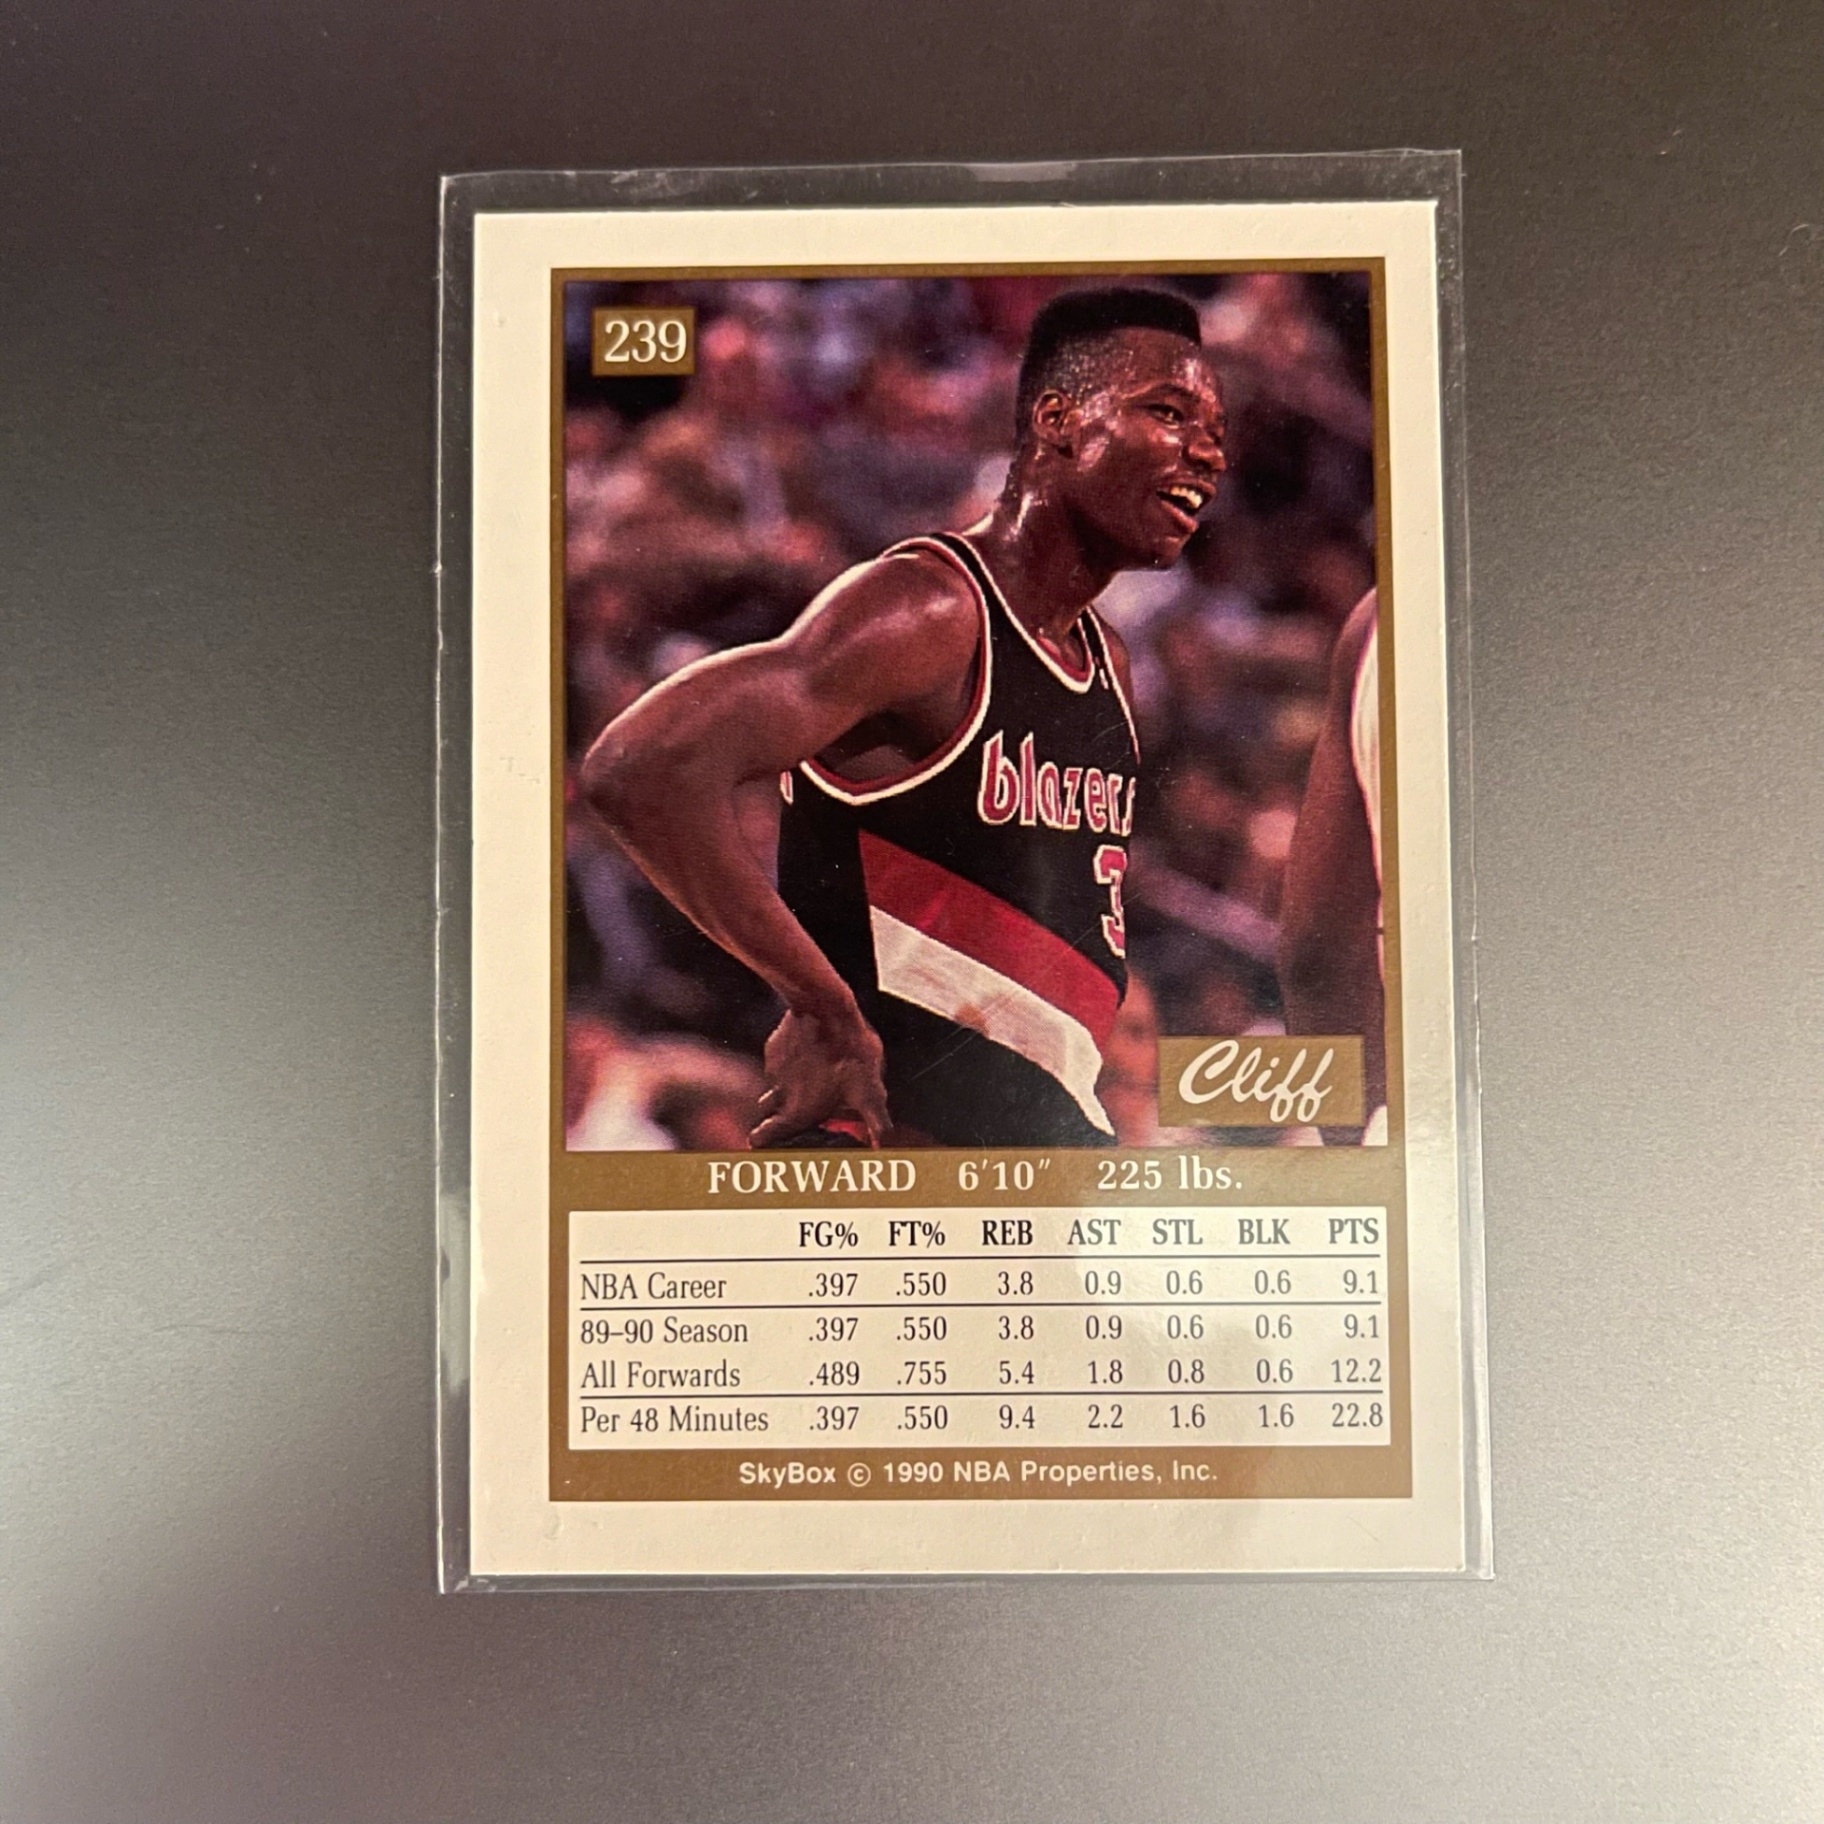 239
blazers
3
Cliff
FORWARD 6'10" 225 lbs.
FG% FT% REB AST STL BLK PTS
NBA Career .397 .550 3.8 0.9 0.6 0.6 9.1
89–90 Season .397 .550 3.8 0.9 0.6 0.6 9.1
All Forwards .489 .755 5.4 1.8 0.8 0.6 12.2
Per 48 Minutes .397 .550 9.4 2.2 1.6 1.6 22.8
SkyBox © 1990 NBA Properties, Inc.